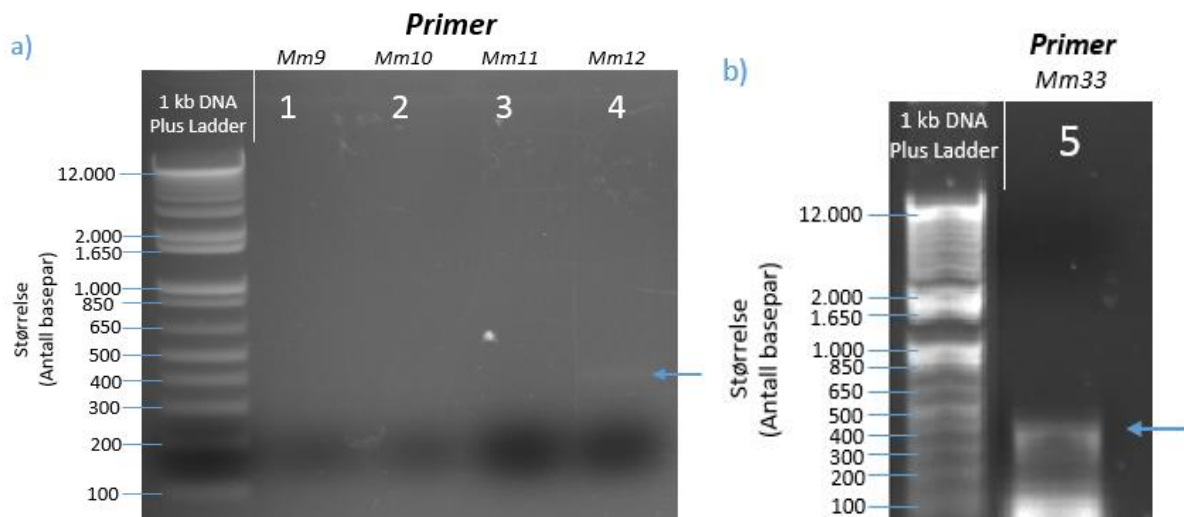 a)
Primer
Mm9 Mm10 Mm11 Mm12
1 kb DNA
Plus Ladder
1 2 3 4
12.000
2.000
1.650
1.000
850
650
500
400
300
200
100
Størrelse
(Antall basepar)
b)
Primer
Mm33
1 kb DNA
Plus Ladder
5
12.000
2.000
1.650
1.000
850
650
500
400
300
200
100
Størrelse
(Antall basepar)